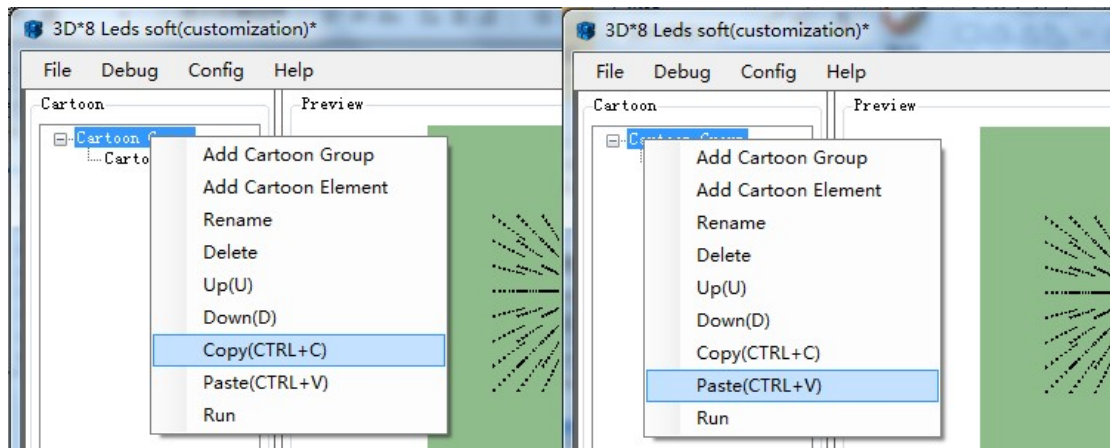 3D*8 Leds soft(customization)*
File Debug Config Help
Cartoon
Preview
Cartoon
Carto
Add Cartoon Group
Add Cartoon Element
Rename
Delete
Up(U)
Down(D)
Copy(CTRL+C)
Paste(CTRL+V)
Run
3D*8 Leds soft(customization)*
File Debug Config Help
Cartoon
Preview
Cartoon Group
Add Cartoon Group
Add Cartoon Element
Rename
Delete
Up(U)
Down(D)
Copy(CTRL+C)
Paste(CTRL+V)
Run